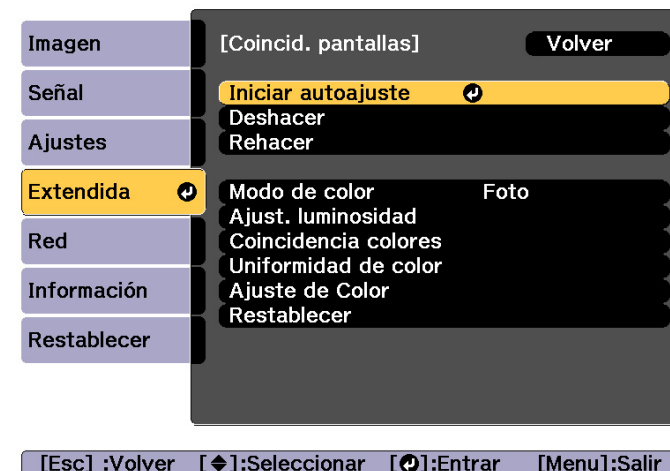 Imagen
Señal
Ajustes
Extendida
Red
Información
Restablecer
[Coincid. pantallas] Volver
Iniciar autoajuste
Deshacer
Rehacer
Modo de color Foto
Ajust. luminosidad
Coincidencia colores
Uniformidad de color
Ajuste de Color
Restablecer
[Esc] :Volver [◆]:Seleccionar [↵]:Entrar [Menu]:Salir